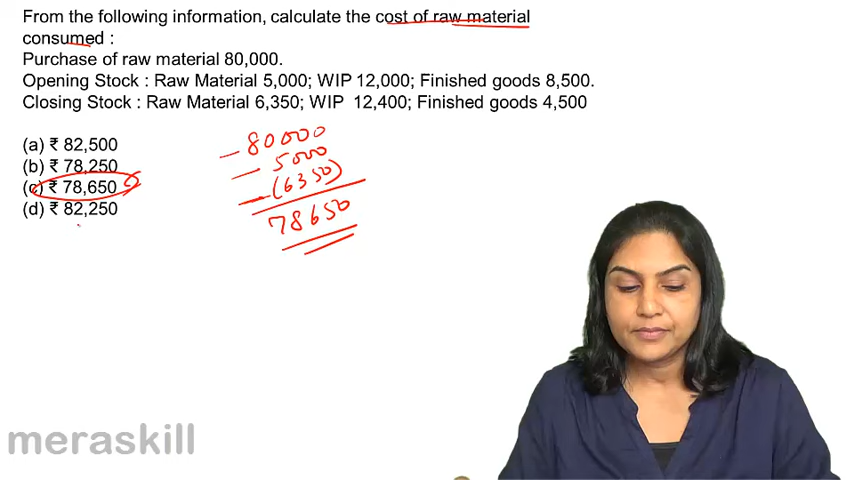 From the following information, calculate the cost of raw material
consumed :
Purchase of raw material 80,000.
Opening Stock : Raw Material 5,000; WIP 12,000; Finished goods 8,500.
Closing Stock : Raw Material 6,350; WIP 12,400; Finished goods 4,500
(a) ₹ 82,500
(b) ₹ 78,250
(c) ₹ 78,650
(d) ₹ 82,250
80000
5000
(6350)
78650
meraskill